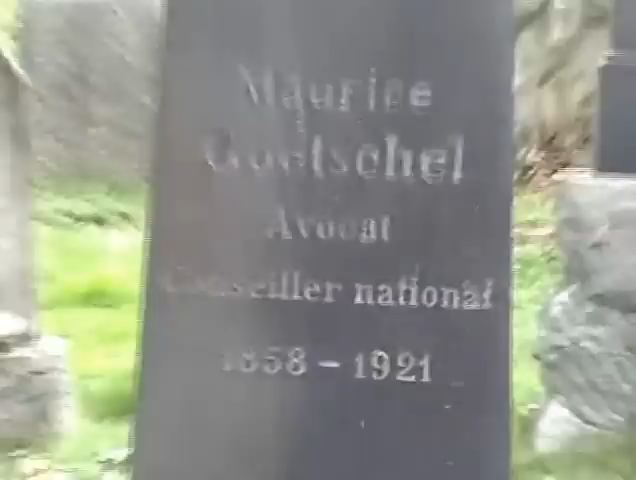 Maurice
Goetschel
Avocat
Conseiller national
1858 – 1921